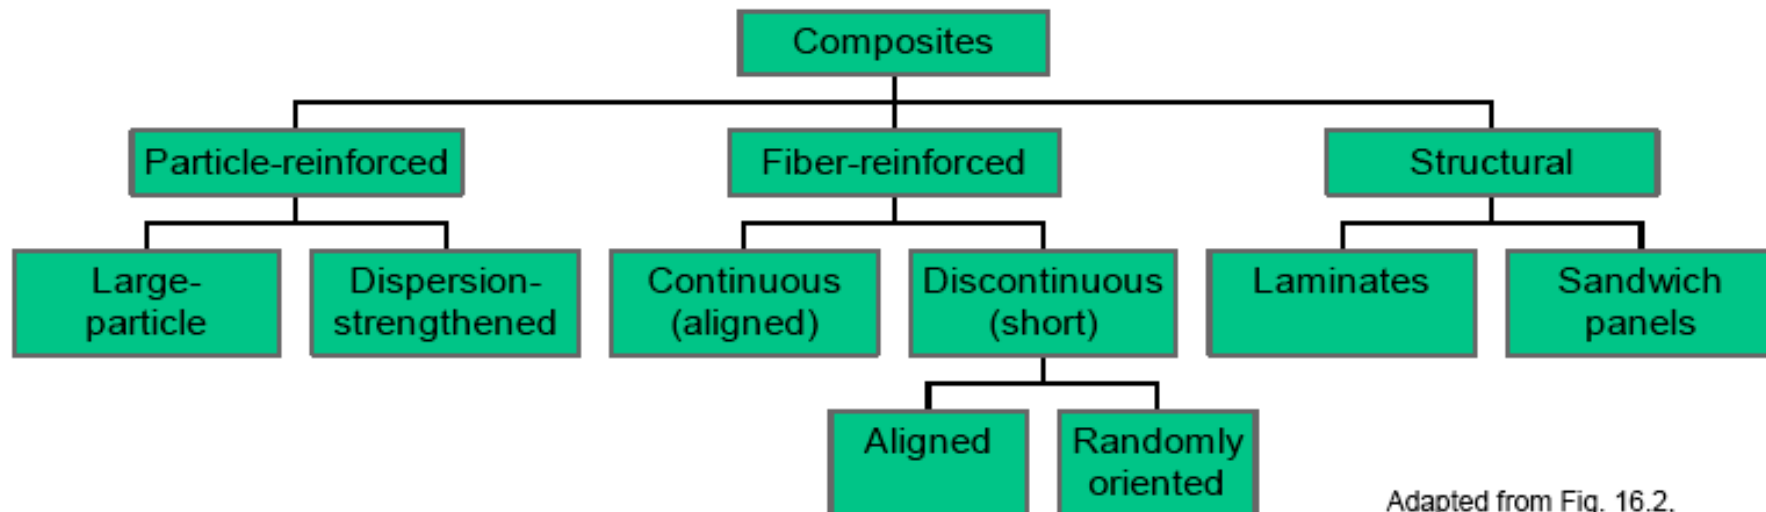 Composites
Particle-reinforced
Fiber-reinforced
Structural
Large-
particle
Dispersion-
strengthened
Continuous
(aligned)
Discontinuous
(short)
Laminates
Sandwich
panels
Aligned
Randomly
oriented
Adapted from Fig. 16.2,